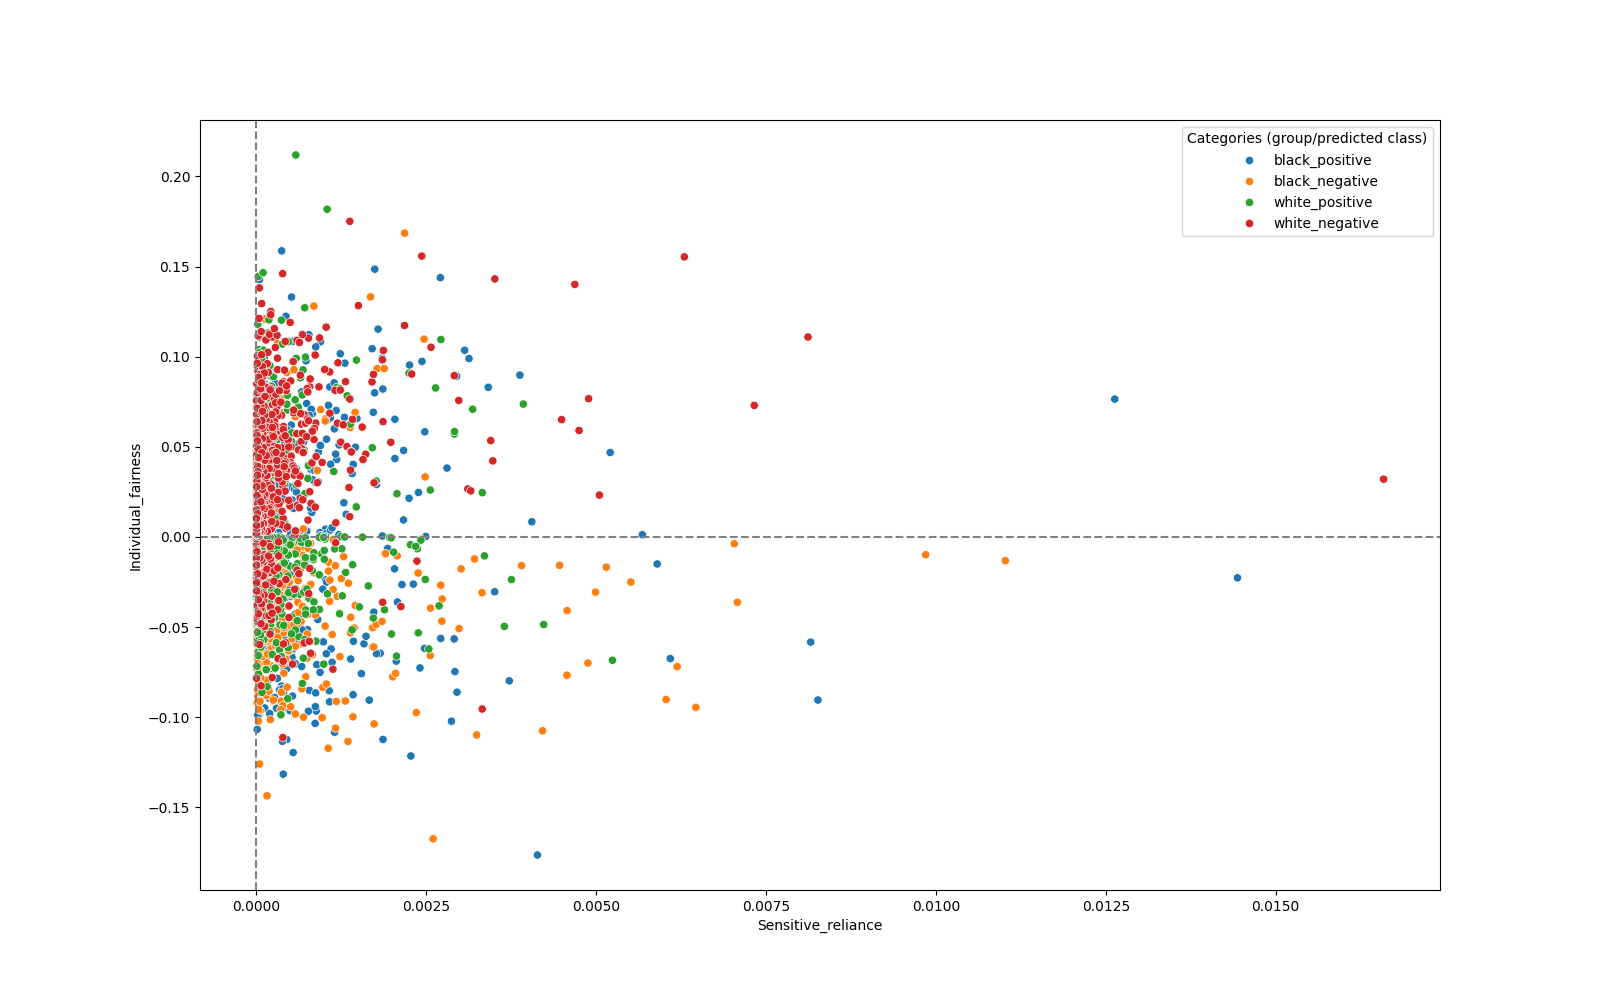 Categories (group/predicted class)
black_positive
black_negative
white_positive
white_negative
0.20
0.15
0.10
0.05
0.00
−0.05
−0.10
−0.15
Individual_fairness
0.0000
0.0025
0.0050
0.0075
0.0100
0.0125
0.0150
Sensitive_reliance